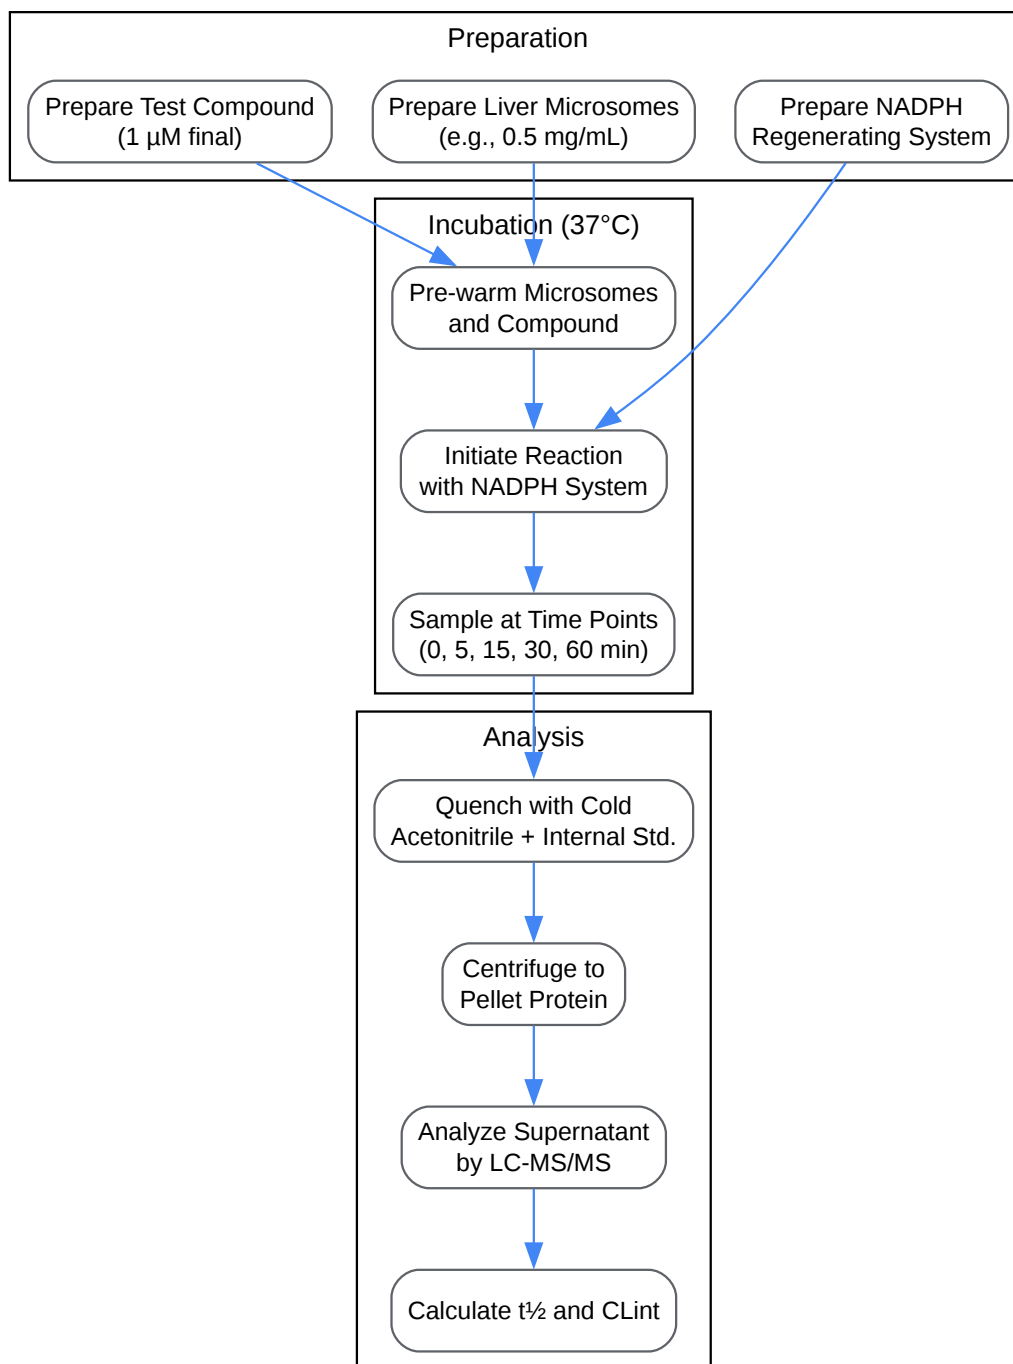 Preparation
Prepare Test Compound
(1 µM final)
Prepare Liver Microsomes
(e.g., 0.5 mg/mL)
Prepare NADPH
Regenerating System
Incubation (37°C)
Pre-warm Microsomes
and Compound
Initiate Reaction
with NADPH System
Sample at Time Points
(0, 5, 15, 30, 60 min)
Analysis
Quench with Cold
Acetonitrile + Internal Std.
Centrifuge to
Pellet Protein
Analyze Supernatant
by LC-MS/MS
Calculate t½ and CLint